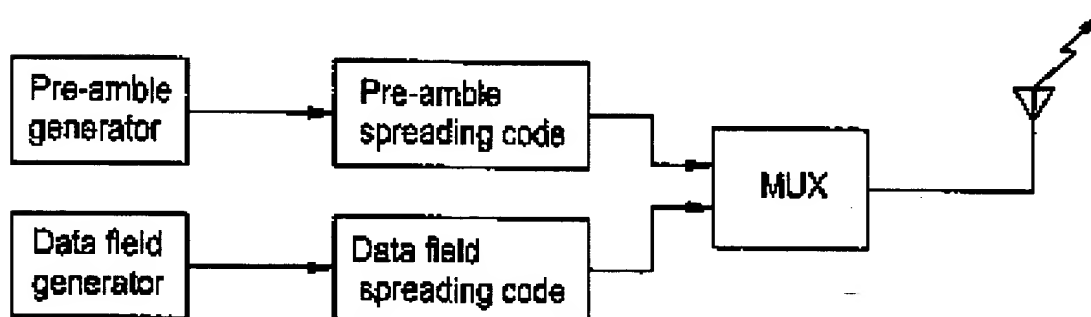 Pre-amble
generator
Pre-amble
spreading code
MUX
Data field
generator
Data field
spreading code